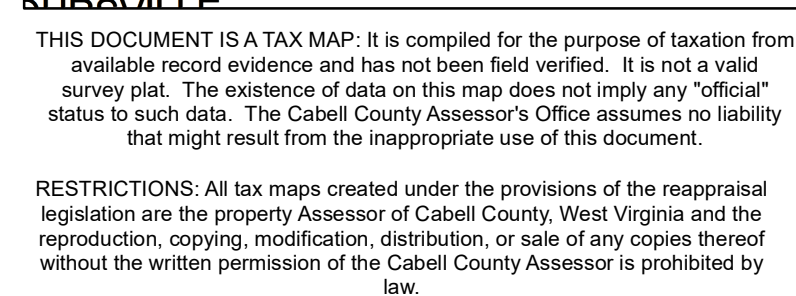 THIS DOCUMENT IS A TAX MAP: It is compiled for the purpose of taxation from
available record evidence and has not been field verified. It is not a valid
survey plat. The existence of data on this map does not imply any "official"
status to such data. The Cabell County Assessor's Office assumes no liability
that might result from the inappropriate use of this document.
RESTRICTIONS: All tax maps created under the provisions of the reappraisal
legislation are the property Assessor of Cabell County, West Virginia and the
reproduction, copying, modification, distribution, or sale of any copies thereof
without the written permission of the Cabell County Assessor is prohibited by
law.